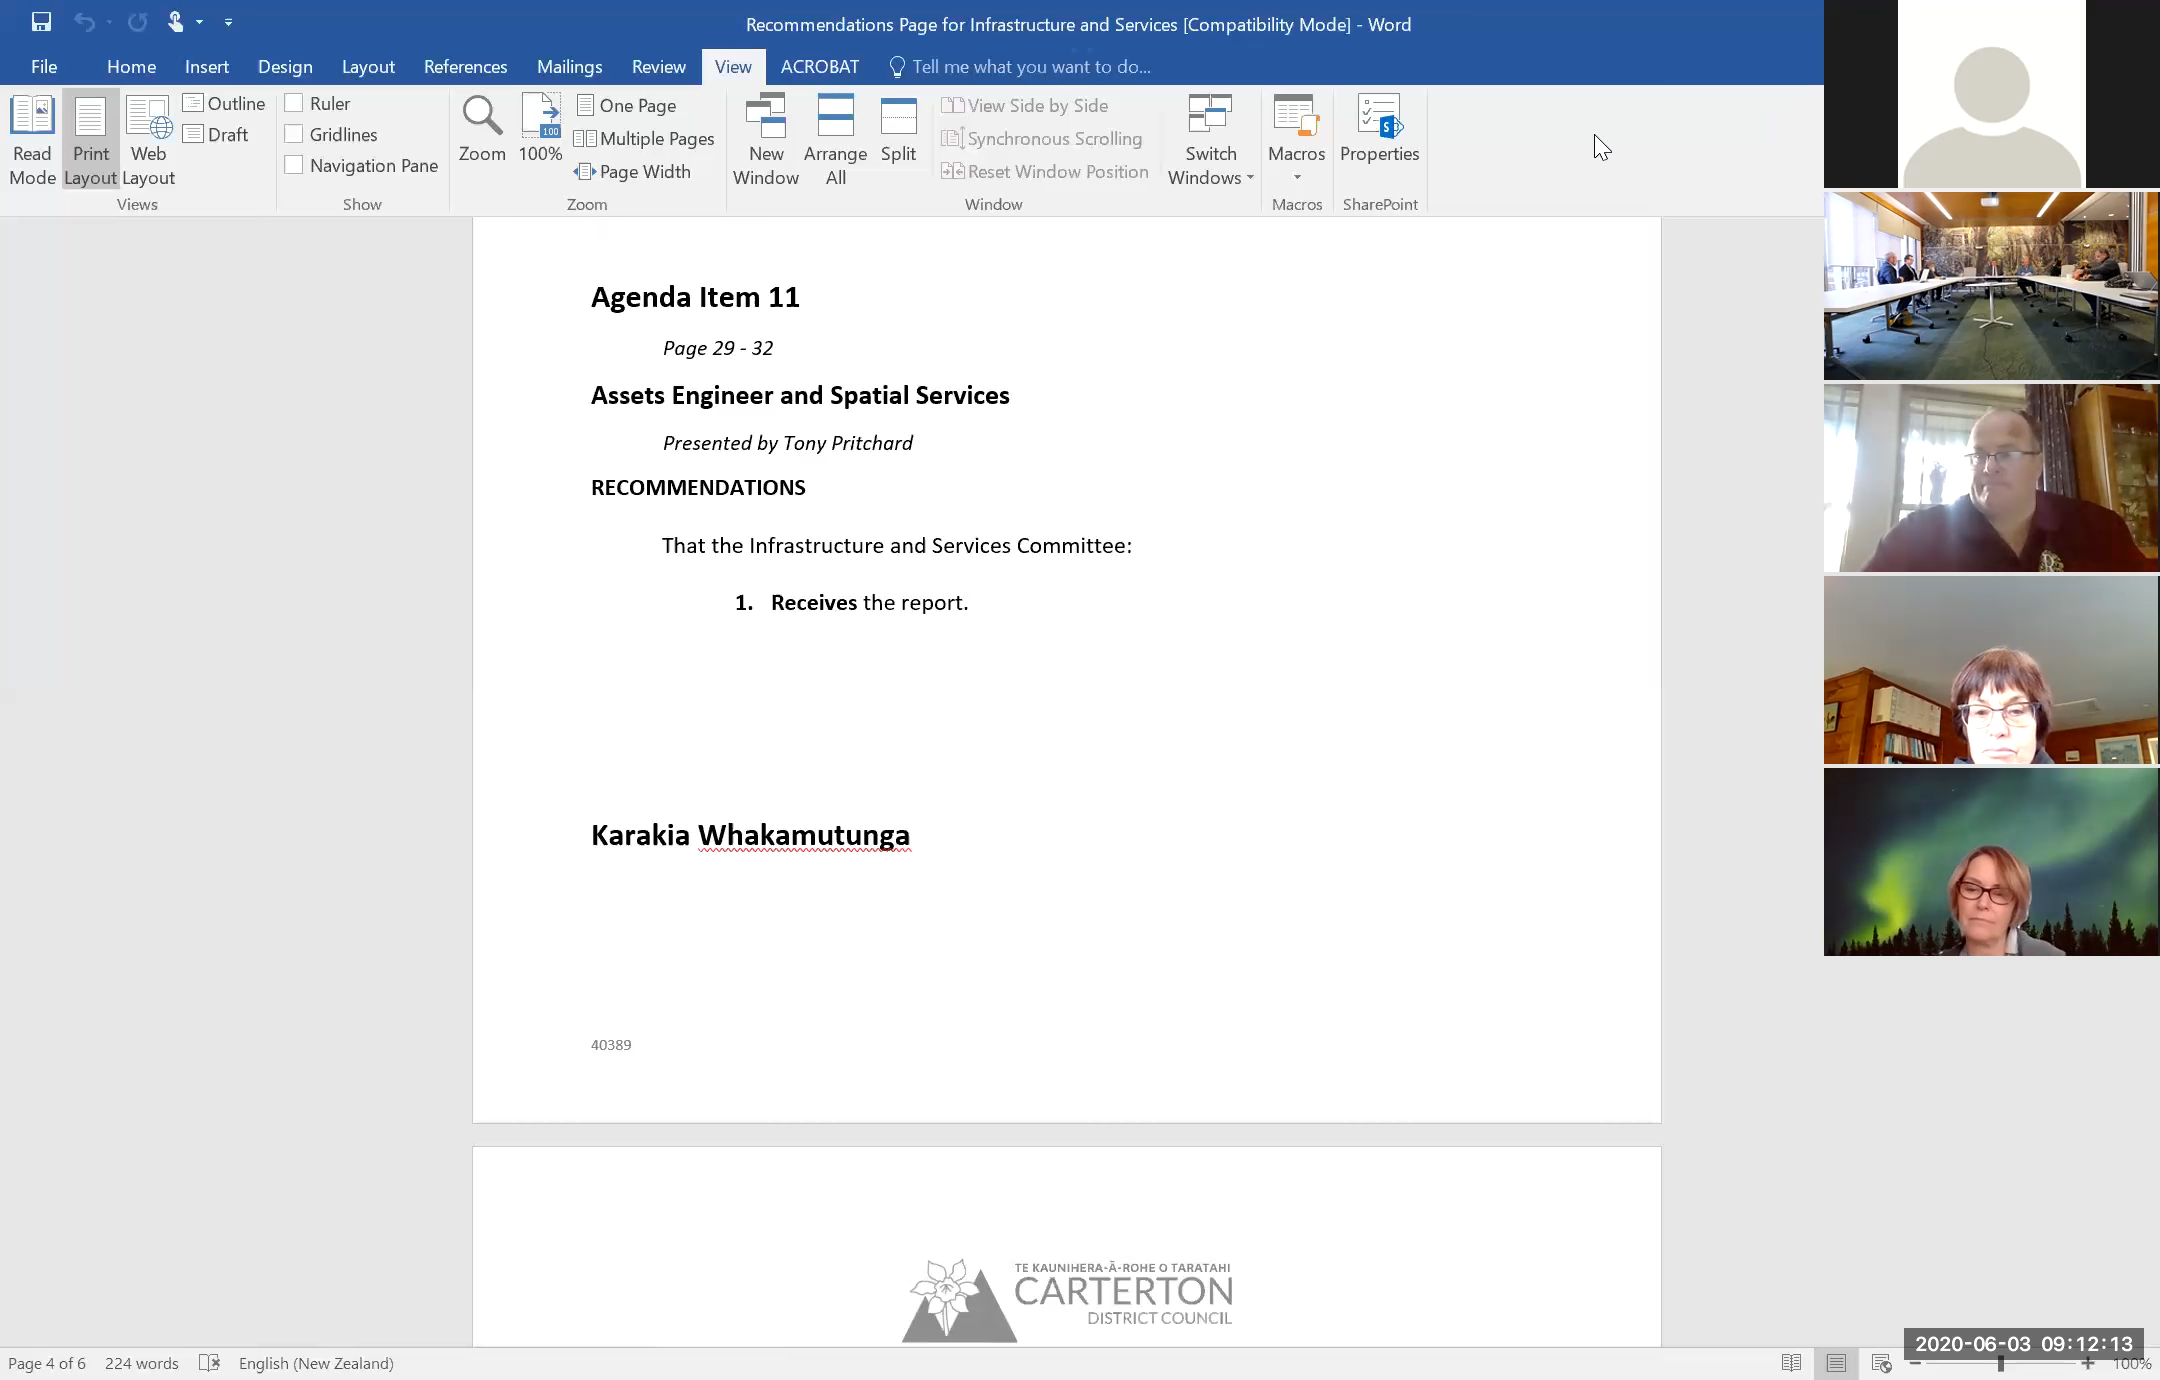 Recommendations Page for Infrastructure and Services [Compatibility Mode] - Word
File Home Insert Design Layout References Mailings Review View ACROBAT Tell me what you want to do...
Read Mode
Print Layout
Web Layout
Outline
Draft
Views
Ruler
Gridlines
Navigation Pane
Show
Zoom
100
100%
One Page
Multiple Pages
Page Width
Zoom
New Window
Arrange All
Split
View Side by Side
Synchronous Scrolling
Reset Window Position
Window
Switch Windows
Macros
Macros
S
Properties
SharePoint
Agenda Item 11
Page 29 - 32
Assets Engineer and Spatial Services
Presented by Tony Pritchard
RECOMMENDATIONS
That the Infrastructure and Services Committee:
1. Receives the report.
Karakia Whakamutunga
40389
TE KAUNIHERA-Ā-ROHE O TARATAHI
CARTERTON
DISTRICT COUNCIL
2020-06-03 09:12:13
Page 4 of 6 224 words English (New Zealand) 100%